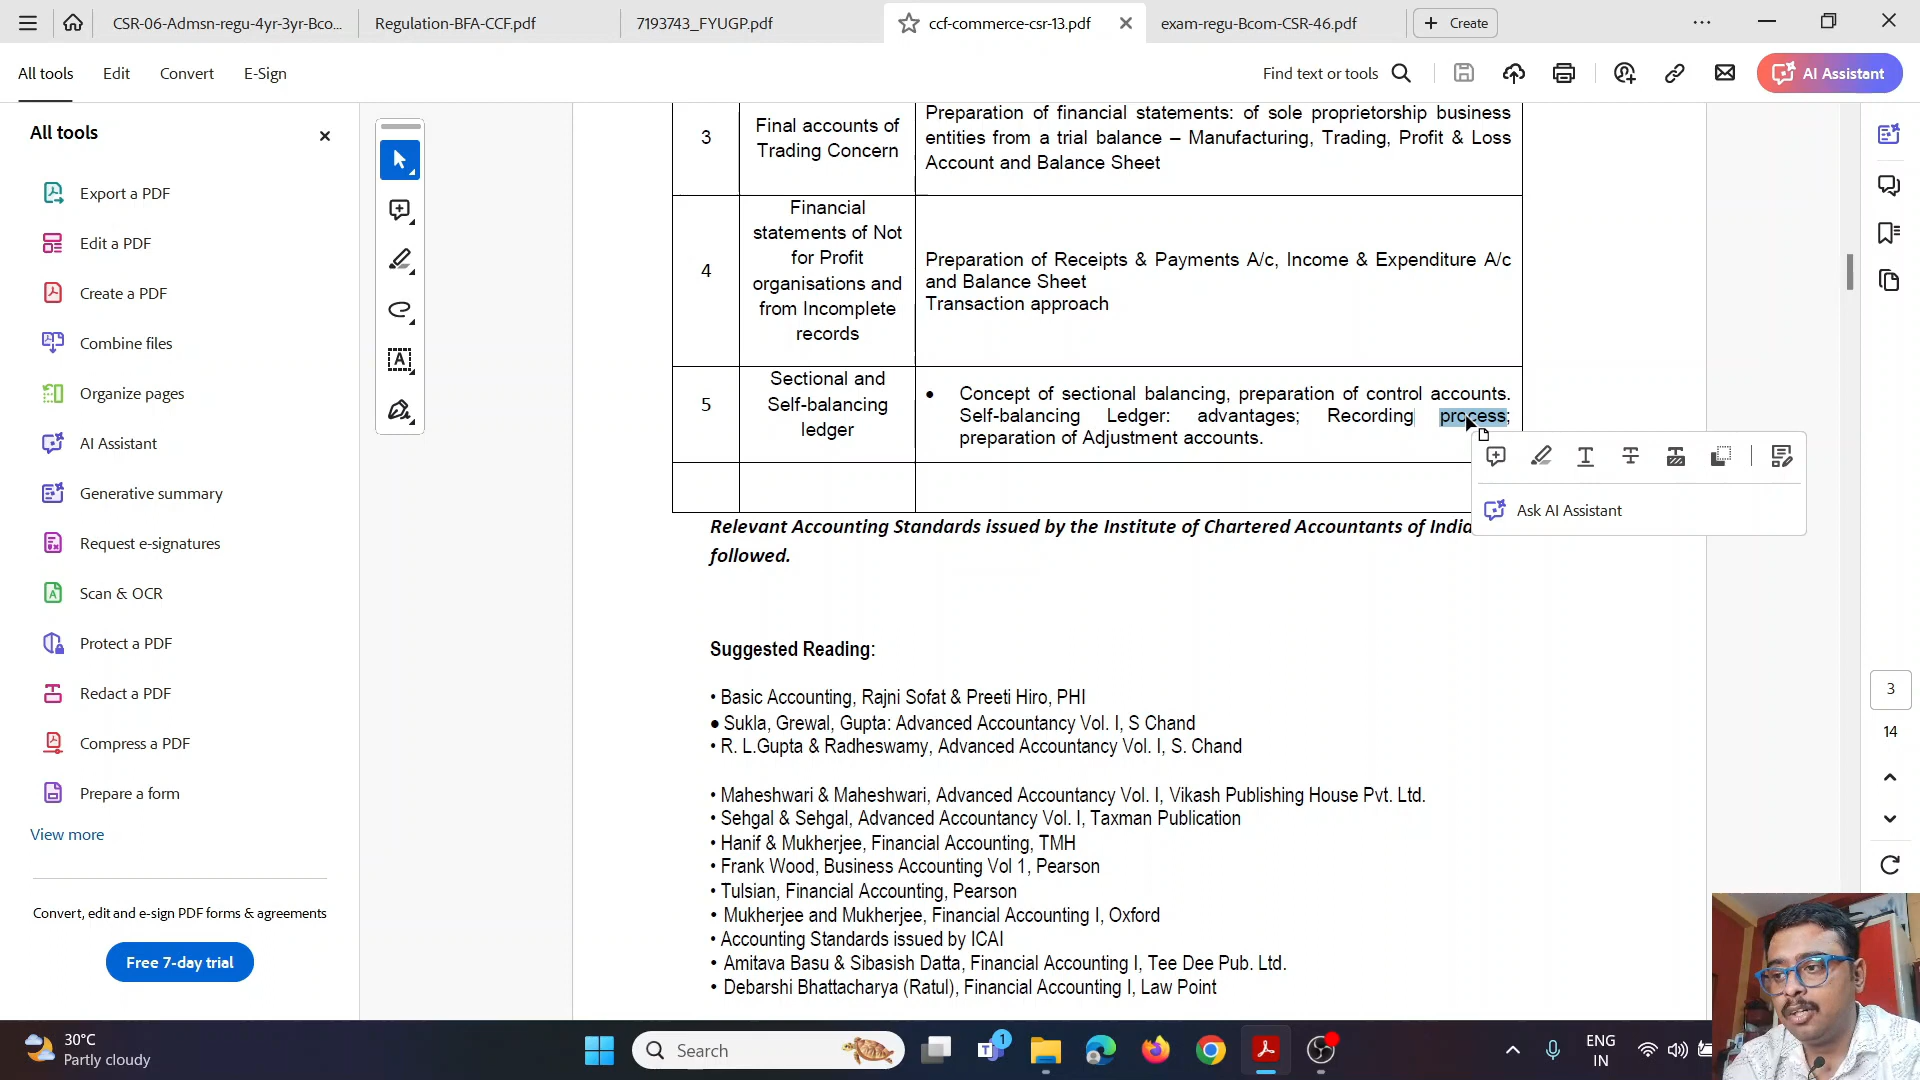 CSR-06-Admsn-regu-4yr-3yr-Bco...
Regulation-BFA-CCF.pdf
7193743_FYUGP.pdf
ccf-commerce-csr-13.pdf
exam-regu-Bcom-CSR-46.pdf
Create
All tools
Edit
Convert
E-Sign
Find text or tools
AI Assistant
All tools
Export a PDF
Edit a PDF
Create a PDF
Combine files
Organize pages
AI Assistant
Generative summary
Request e-signatures
Scan & OCR
Protect a PDF
Redact a PDF
Compress a PDF
Prepare a form
View more
Convert, edit and e-sign PDF forms & agreements
Free 7-day trial
3
Final accounts of
Trading Concern
Preparation of financial statements: of sole proprietorship business
entities from a trial balance – Manufacturing, Trading, Profit & Loss
Account and Balance Sheet
4
Financial
statements of Not
for Profit
organisations and
from Incomplete
records
Preparation of Receipts & Payments A/c, Income & Expenditure A/c
and Balance Sheet
Transaction approach
5
Sectional and
Self-balancing
ledger
• Concept of sectional balancing, preparation of control accounts.
Self-balancing Ledger: advantages; Recording process;
preparation of Adjustment accounts.
Ask AI Assistant
Relevant Accounting Standards issued by the Institute of Chartered Accountants of India
followed.
Suggested Reading:
• Basic Accounting, Rajni Sofat & Preeti Hiro, PHI
• Sukla, Grewal, Gupta: Advanced Accountancy Vol. I, S Chand
• R. L.Gupta & Radheswamy, Advanced Accountancy Vol. I, S. Chand
• Maheshwari & Maheshwari, Advanced Accountancy Vol. I, Vikash Publishing House Pvt. Ltd.
• Sehgal & Sehgal, Advanced Accountancy Vol. I, Taxman Publication
• Hanif & Mukherjee, Financial Accounting, TMH
• Frank Wood, Business Accounting Vol 1, Pearson
• Tulsian, Financial Accounting, Pearson
• Mukherjee and Mukherjee, Financial Accounting I, Oxford
• Accounting Standards issued by ICAI
• Amitava Basu & Sibasish Datta, Financial Accounting I, Tee Dee Pub. Ltd.
• Debarshi Bhattacharya (Ratul), Financial Accounting I, Law Point
3
14
30°C
Partly cloudy
Search
1
ENG
IN